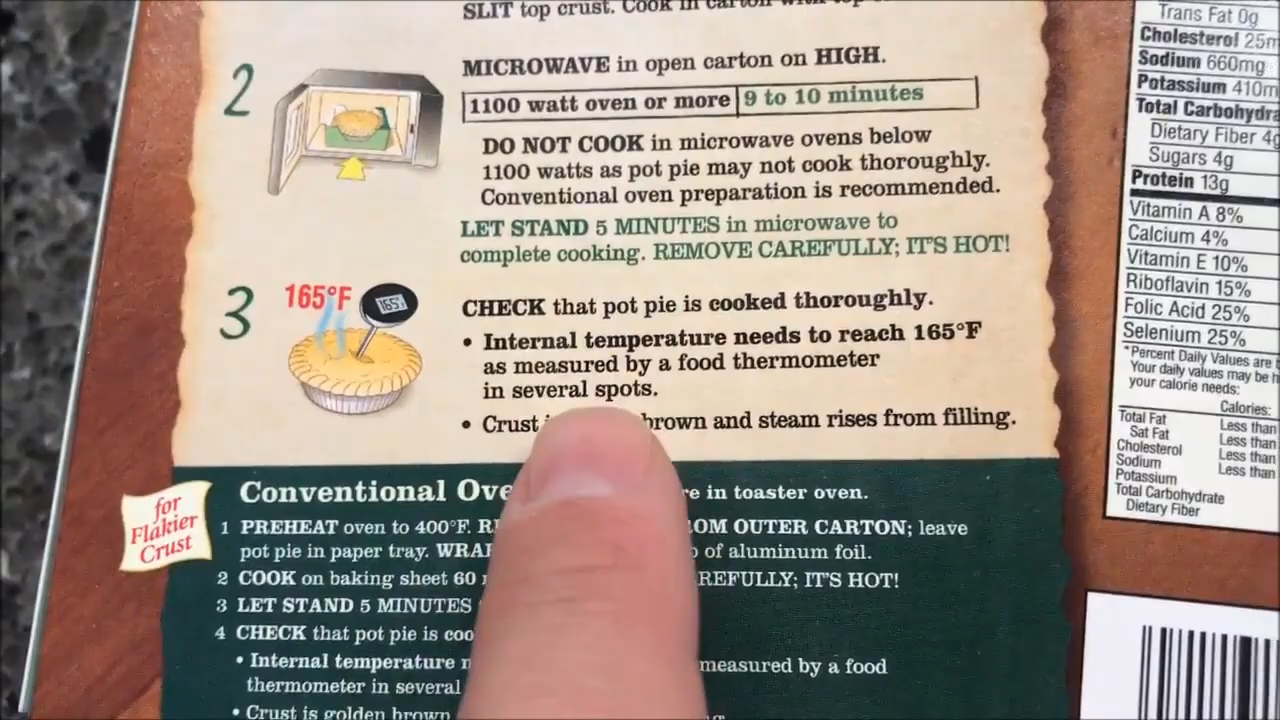 SLIT top crust. Cook in carton with top
2
MICROWAVE in open carton on HIGH.
1100 watt oven or more 9 to 10 minutes
DO NOT COOK in microwave ovens below
1100 watts as pot pie may not cook thoroughly.
Conventional oven preparation is recommended.
LET STAND 5 MINUTES in microwave to
complete cooking. REMOVE CAREFULLY; IT'S HOT!
3
165°F
165°
CHECK that pot pie is cooked thoroughly.
• Internal temperature needs to reach 165°F
as measured by a food thermometer
in several spots.
• Crust brown and steam rises from filling.
for
Flakier
Crust
Conventional Ove re in toaster oven.
1 PREHEAT oven to 400°F. RE OM OUTER CARTON; leave
pot pie in paper tray. WRAP of aluminum foil.
2 COOK on baking sheet 60 REFULLY; IT'S HOT!
3 LET STAND 5 MINUTES
4 CHECK that pot pie is coo
• Internal temperature n measured by a food
thermometer in several
• Crust is golden brown
Trans Fat 0g
Cholesterol 25m
Sodium 660mg
Potassium 410m
Total Carbohydra
Dietary Fiber 4g
Sugars 4g
Protein 13g
Vitamin A 8%
Calcium 4%
Vitamin E 10%
Riboflavin 15%
Folic Acid 25%
Selenium 25%
*Percent Daily Values are
Your daily values may be
your calorie needs:
Calories:
Total Fat Less than
Sat Fat Less than
Cholesterol Less than
Sodium Less than
Potassium
Total Carbohydrate
Dietary Fiber